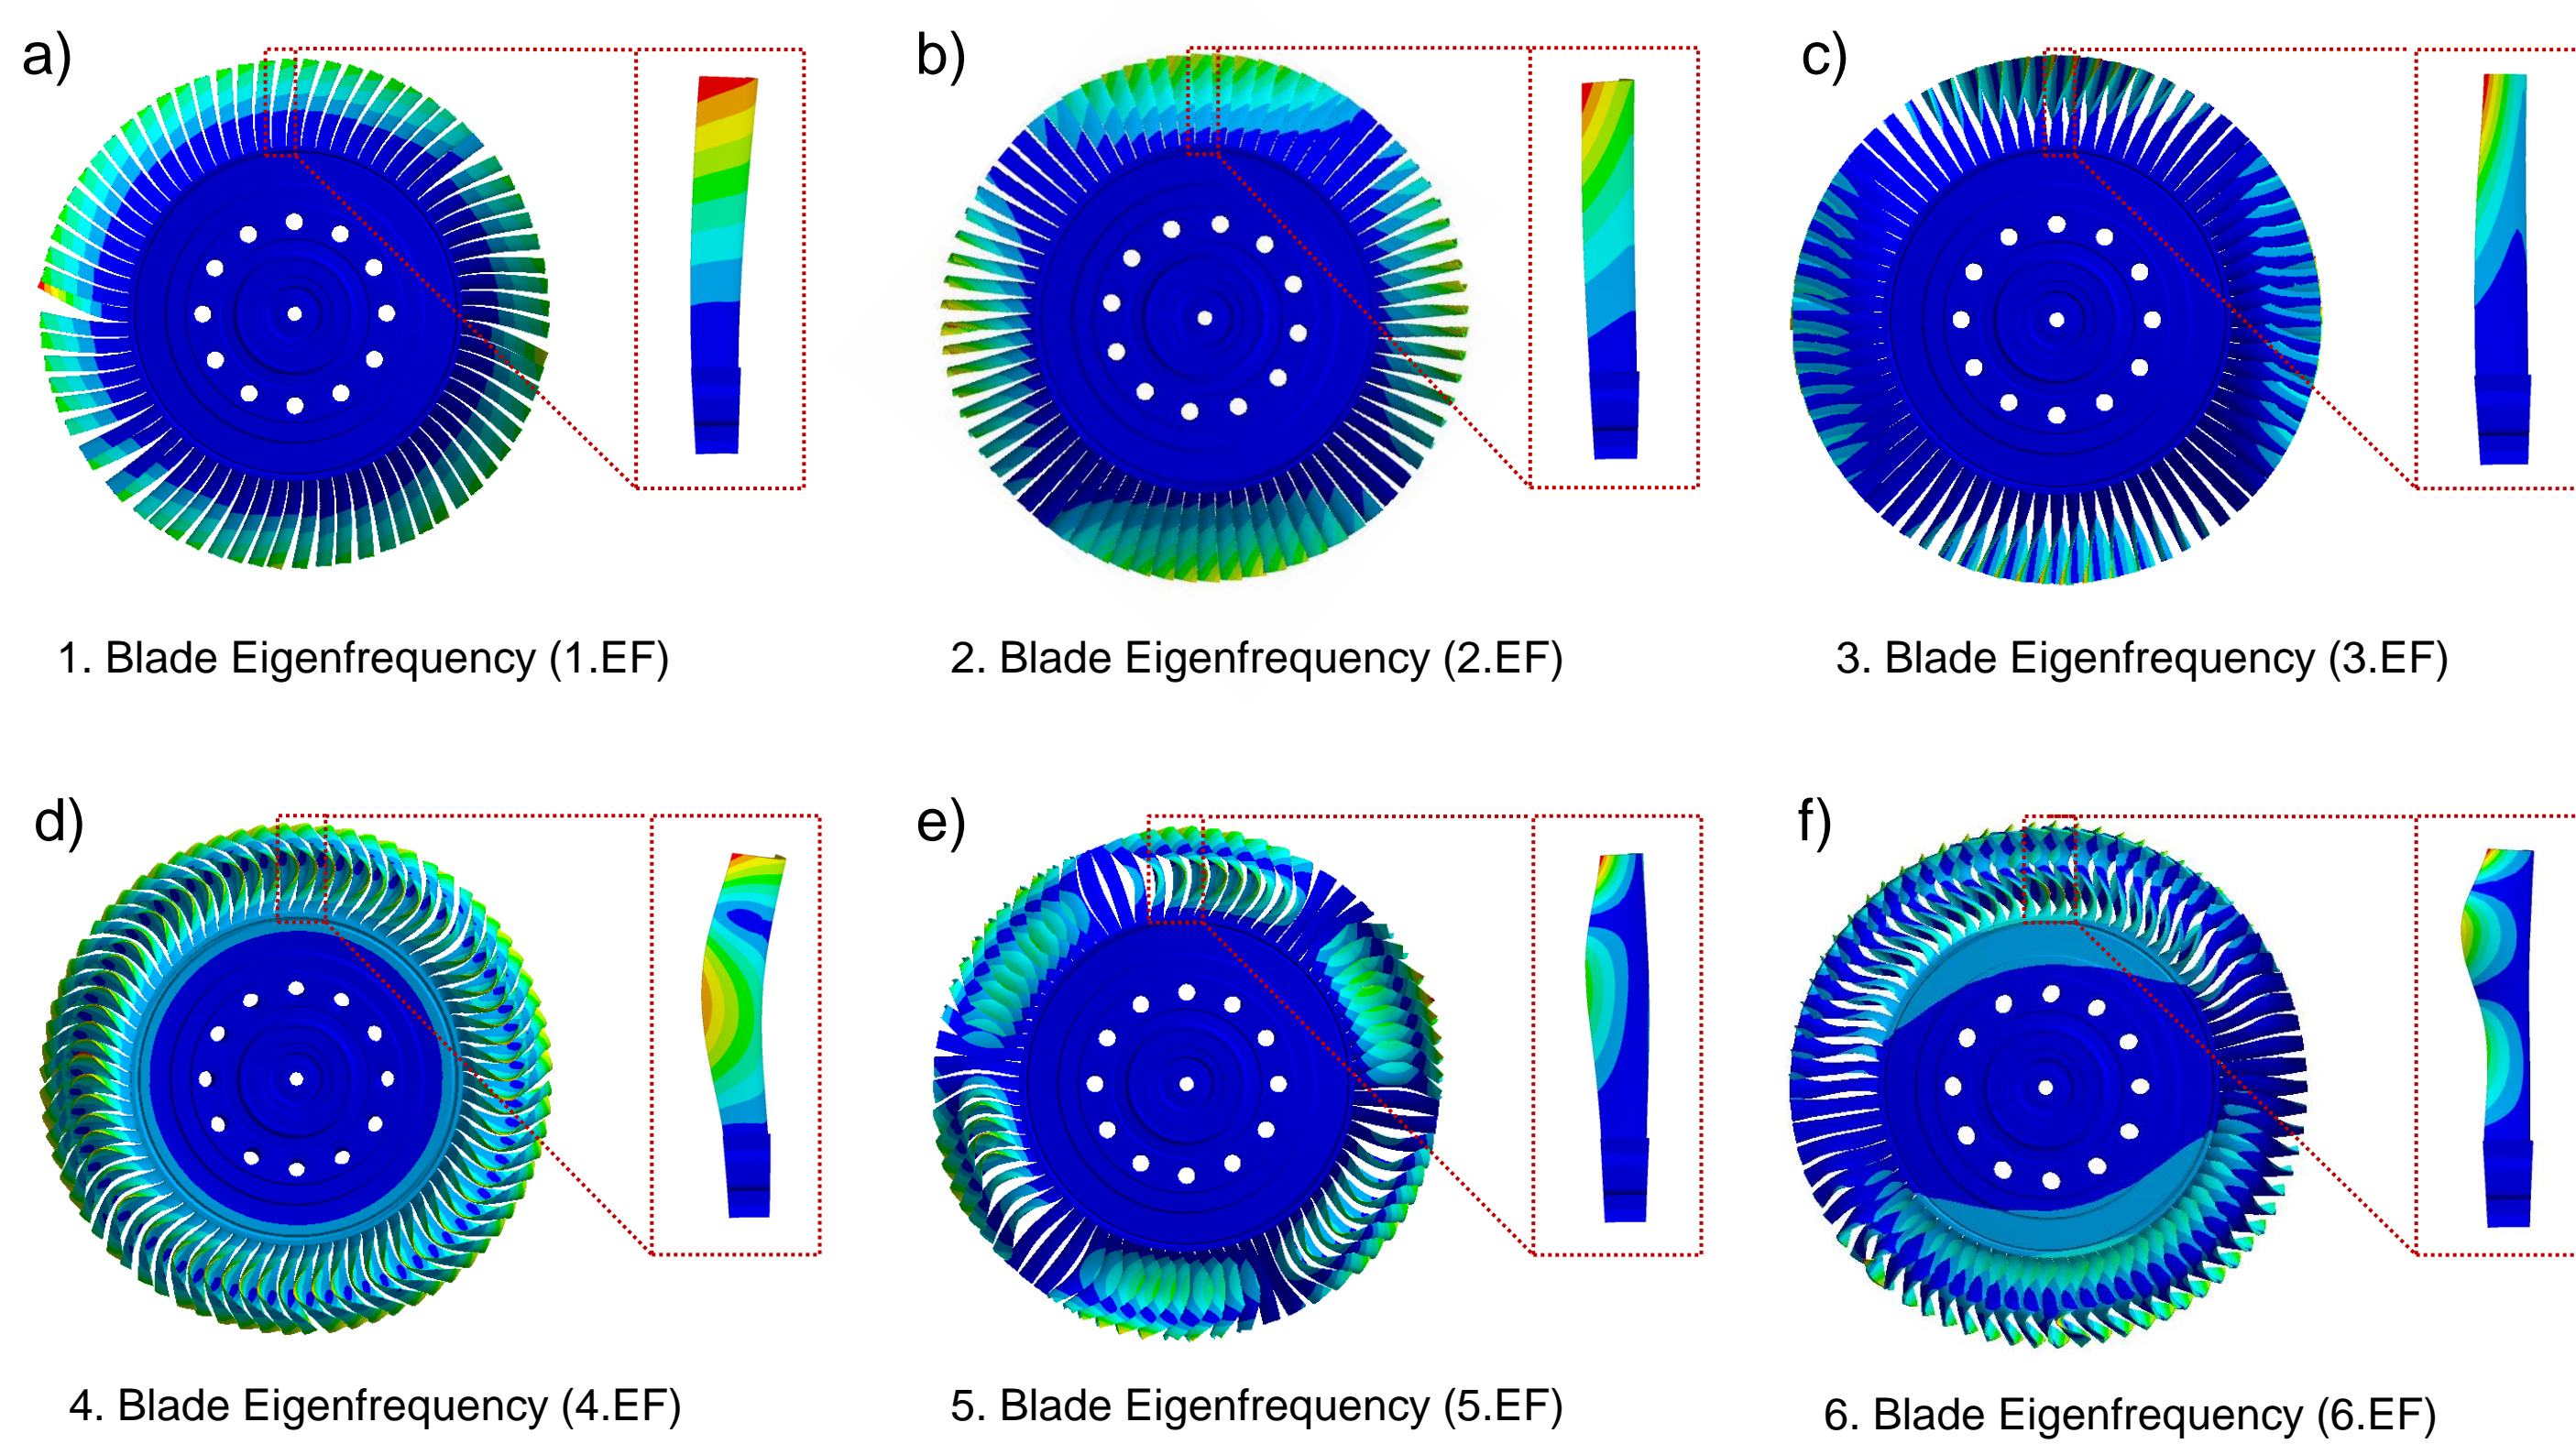 a)
b)
c)
1. Blade Eigenfrequency (1.EF)
2. Blade Eigenfrequency (2.EF)
3. Blade Eigenfrequency (3.EF)
d)
e)
f)
4. Blade Eigenfrequency (4.EF)
5. Blade Eigenfrequency (5.EF)
6. Blade Eigenfrequency (6.EF)